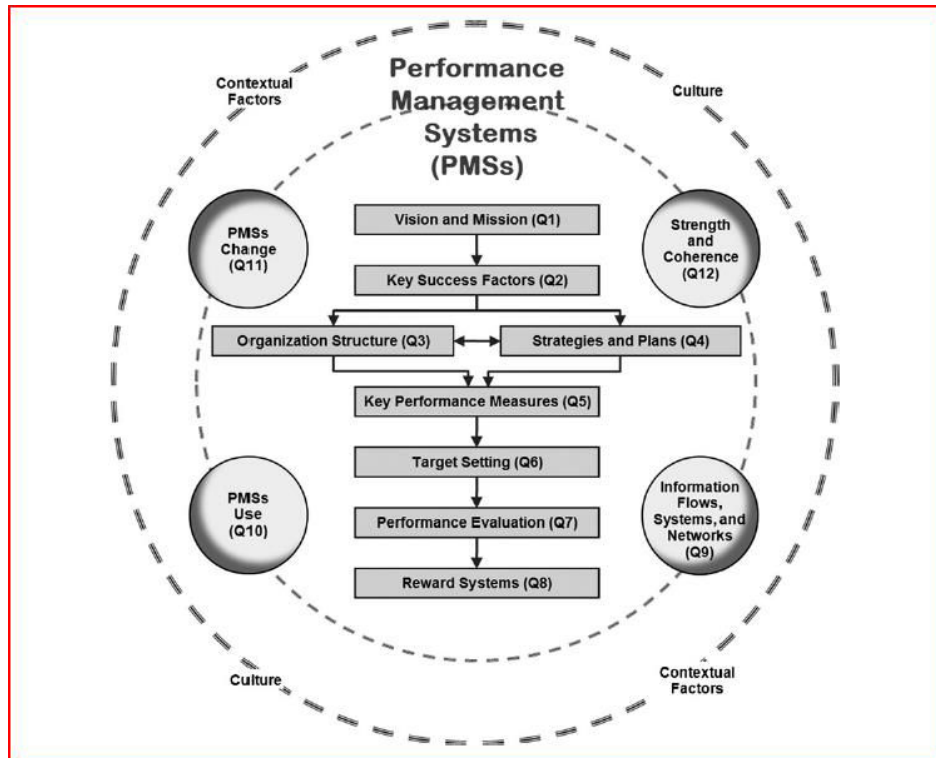 Performance
Management
Systems
(PMSs)
Contextual
Factors
Culture
PMSs
Change
(Q11)
Strength
and
Coherence
(Q12)
Vision and Mission (Q1)
Key Success Factors (Q2)
Organization Structure (Q3)
Strategies and Plans (Q4)
Key Performance Measures (Q5)
Target Setting (Q6)
PMSs
Use
(Q10)
Information
Flows,
Systems, and
Networks
(Q9)
Performance Evaluation (Q7)
Reward Systems (Q8)
Culture
Contextual
Factors